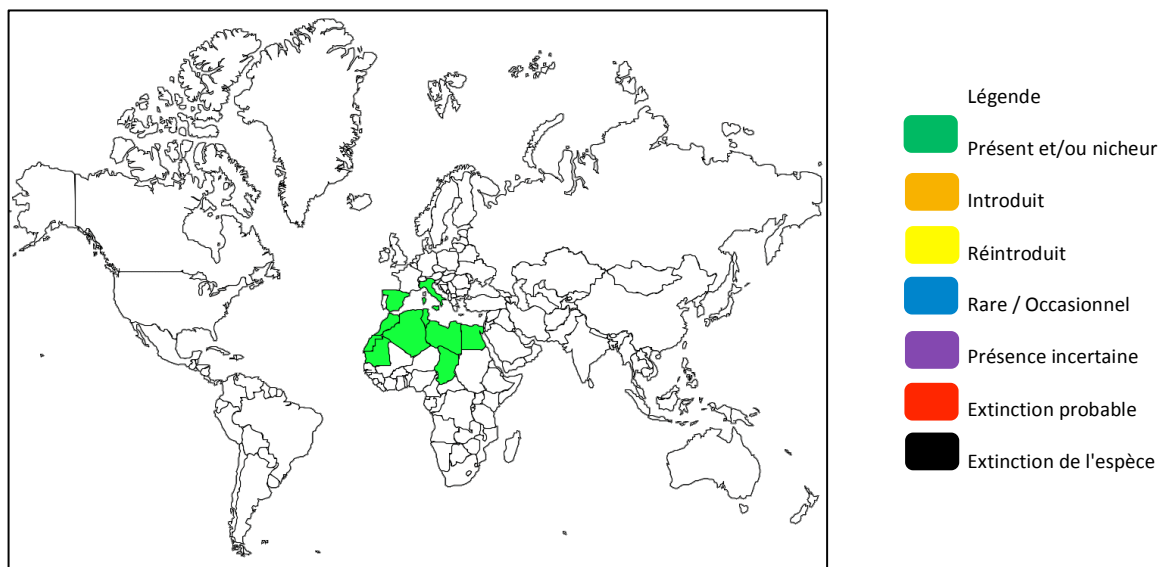 Légende
Présent et/ou nicheur
Introduit
Réintroduit
Rare / Occasionnel
Présence incertaine
Extinction probable
Extinction de l'espèce